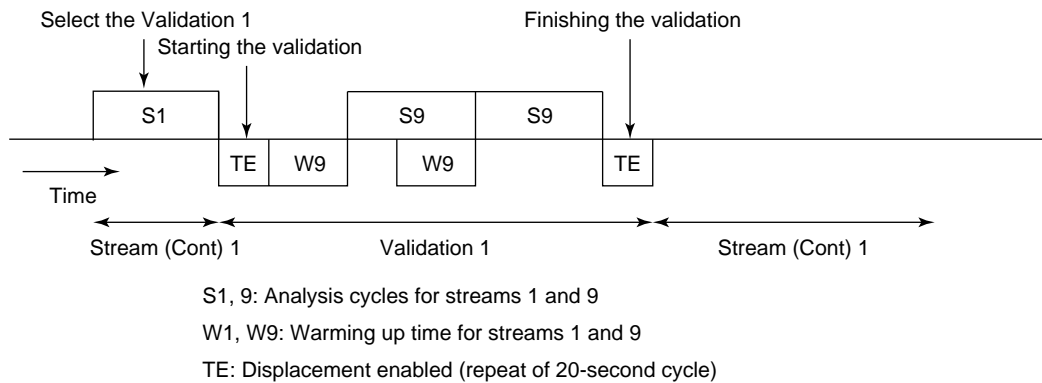 Select the Validation 1
Finishing the validation
Starting the validation
S1
S9
S9
TE
W9
W9
TE
Time
Stream (Cont) 1
Validation 1
Stream (Cont) 1
S1, 9: Analysis cycles for streams 1 and 9
W1, W9: Warming up time for streams 1 and 9
TE: Displacement enabled (repeat of 20-second cycle)